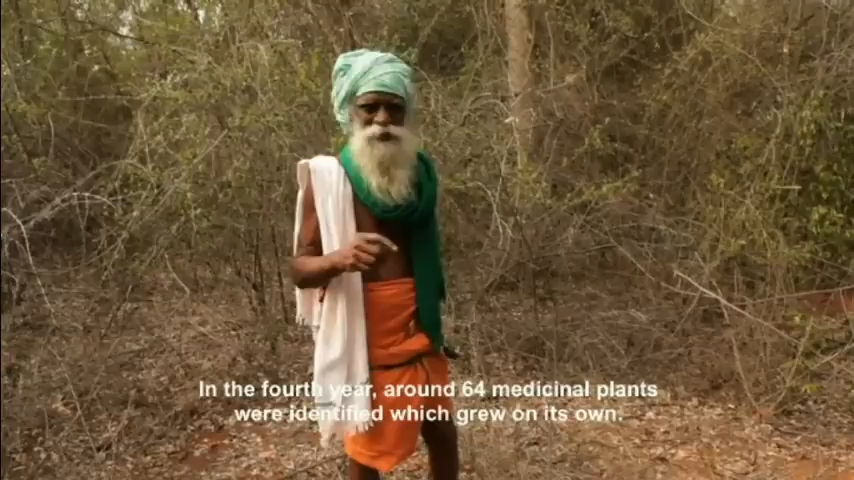 In the fourth year, around 64 medicinal plants
were identified which grew on its own.